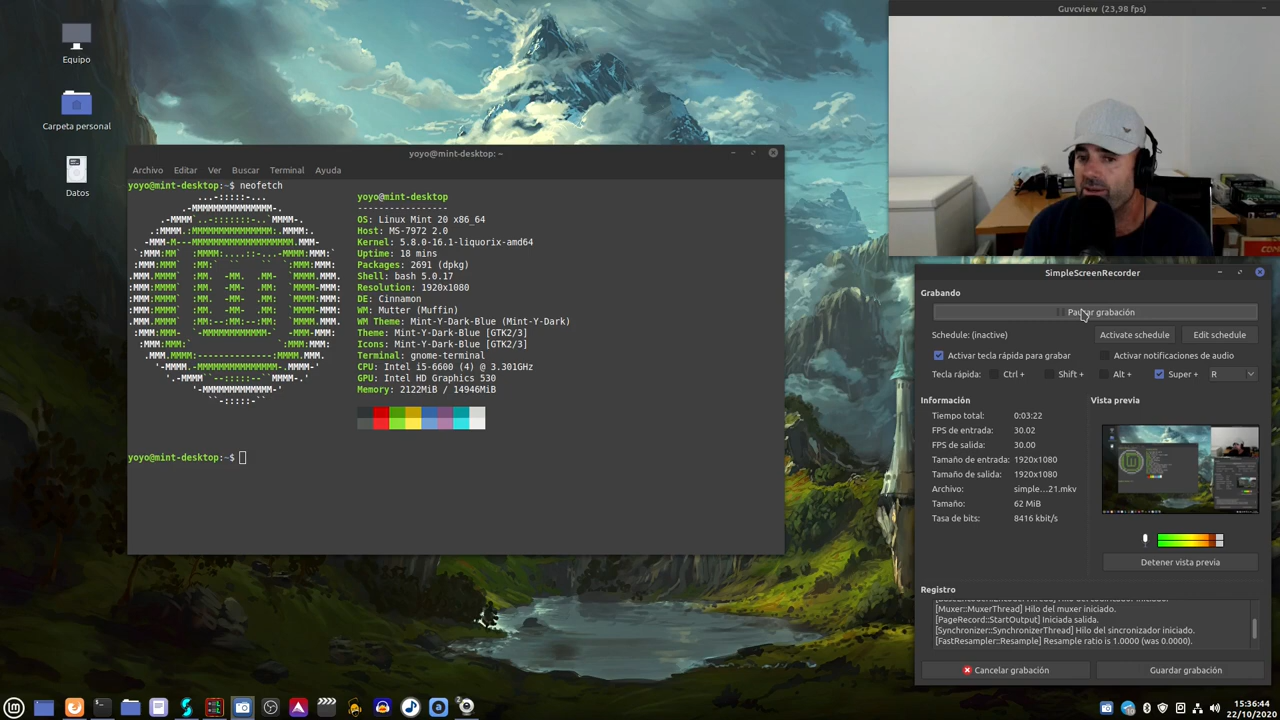 Equipo
Carpeta personal
Datos
yoyo@mint-desktop: ~
Archivo Editar Ver Buscar Terminal Ayuda
yoyo@mint-desktop:~$ neofetch
yoyo@mint-desktop
-----------------
OS: Linux Mint 20 x86_64
Host: MS-7972 2.0
Kernel: 5.8.0-16.1-liquorix-amd64
Uptime: 18 mins
Packages: 2691 (dpkg)
Shell: bash 5.0.17
Resolution: 1920x1080
DE: Cinnamon
WM: Mutter (Muffin)
WM Theme: Mint-Y-Dark-Blue (Mint-Y-Dark)
Theme: Mint-Y-Dark-Blue [GTK2/3]
Icons: Mint-Y-Dark-Blue [GTK2/3]
Terminal: gnome-terminal
CPU: Intel i5-6600 (4) @ 3.301GHz
GPU: Intel HD Graphics 530
Memory: 2122MiB / 14946MiB
yoyo@mint-desktop:~$
Guvcview (23,98 fps)
SimpleScreenRecorder
Grabando
Pausar grabación
Schedule: (inactive) Activate schedule Edit schedule
Activar tecla rápida para grabar Activar notificaciones de audio
Tecla rápida: Ctrl + Shift + Alt + Super + R
Información
Tiempo total: 0:03:22
FPS de entrada: 30.02
FPS de salida: 30.00
Tamaño de entrada: 1920x1080
Tamaño de salida: 1920x1080
Archivo: simple...21.mkv
Tamaño: 62 MiB
Tasa de bits: 8416 kbit/s
Vista previa
Detener vista previa
Registro
[Muxer::MuxerThread] Hilo del muxer iniciado.
[PageRecord::StartOutput] Iniciada salida.
[Synchronizer::SynchronizerThread] Hilo del sincronizador iniciado.
[FastResampler::Resample] Resample ratio is 1.0000 (was 0.0000).
Cancelar grabación Guardar grabación
15:36:44
22/10/2020